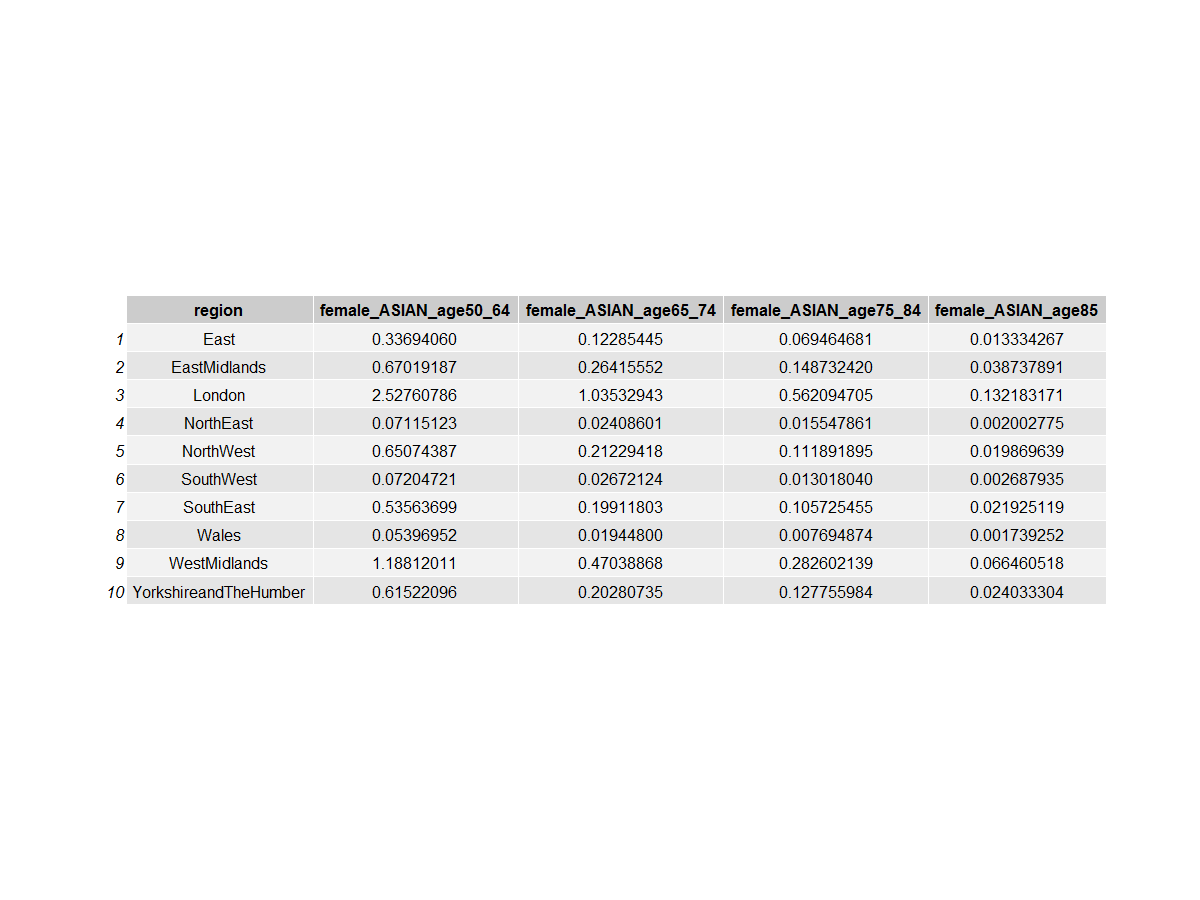 region female_ASIAN_age50_64 female_ASIAN_age65_74 female_ASIAN_age75_84 female_ASIAN_age85
1 East 0.33694060 0.12285445 0.069464681 0.013334267
2 EastMidlands 0.67019187 0.26415552 0.148732420 0.038737891
3 London 2.52760786 1.03532943 0.562094705 0.132183171
4 NorthEast 0.07115123 0.02408601 0.015547861 0.002002775
5 NorthWest 0.65074387 0.21229418 0.111891895 0.019869639
6 SouthWest 0.07204721 0.02672124 0.013018040 0.002687935
7 SouthEast 0.53563699 0.19911803 0.105725455 0.021925119
8 Wales 0.05396952 0.01944800 0.007694874 0.001739252
9 WestMidlands 1.18812011 0.47038868 0.282602139 0.066460518
10 YorkshireandTheHumber 0.61522096 0.20280735 0.127755984 0.024033304